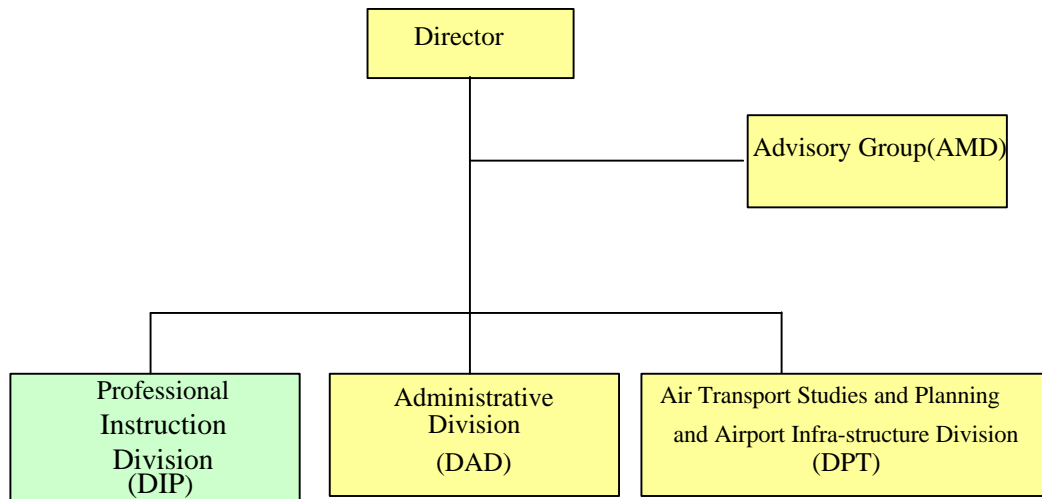 Director
Advisory Group(AMD)
Professional
Instruction
Division
(DIP)
Administrative
Division
(DAD)
Air Transport Studies and Planning
and Airport Infra-structure Division
(DPT)